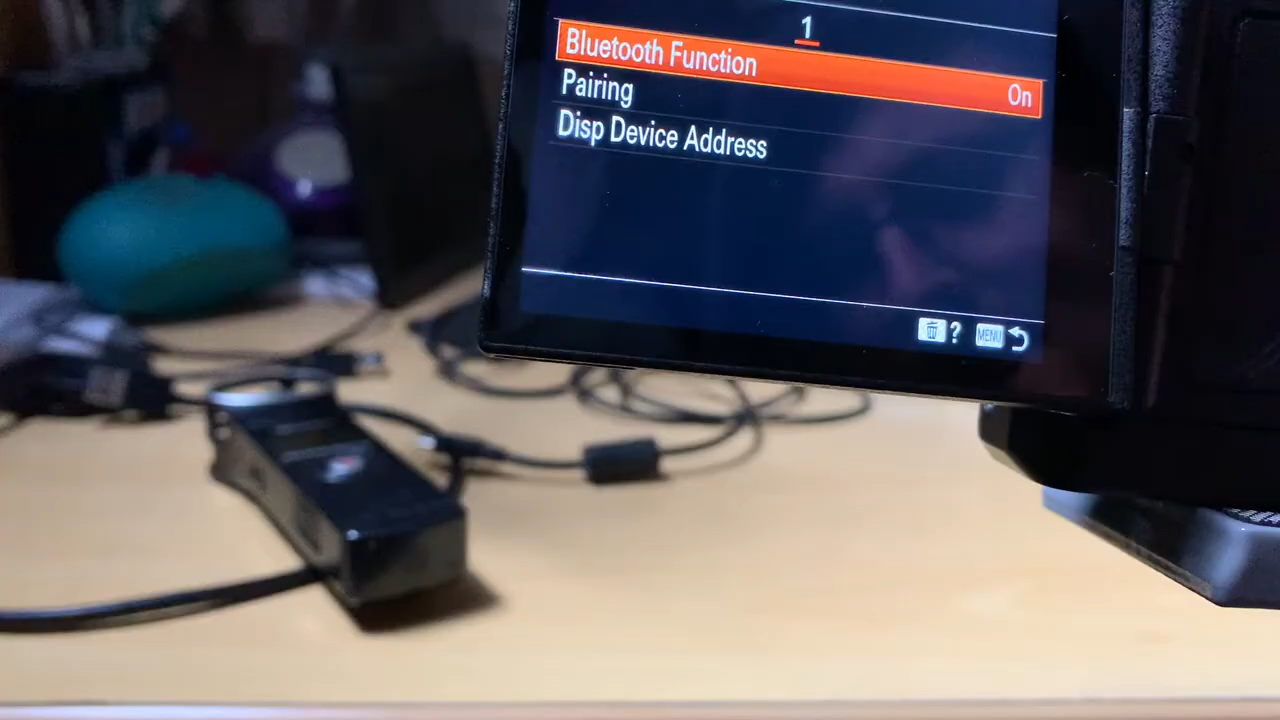 1
Bluetooth Function On
Pairing
Disp Device Address
? MENU